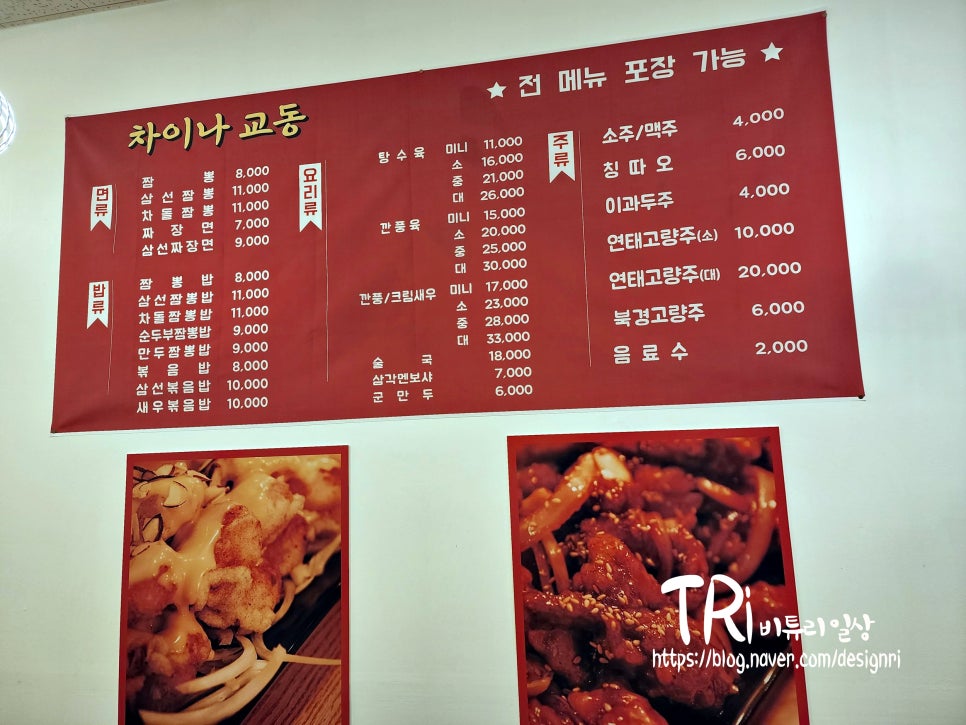 ★ 전 메뉴 포장 가능 ★
차이나 교동
면류
짬뽕 8,000
삼선짬뽕 11,000
차돌짬뽕 11,000
짜장면 7,000
삼선짜장면 9,000
밥류
짬뽕밥 8,000
삼선짬뽕밥 11,000
차돌짬뽕밥 11,000
순두부짬뽕밥 9,000
만두짬뽕밥 9,000
볶음밥 8,000
삼선볶음밥 10,000
새우볶음밥 10,000
요리류
탕수육 미니 11,000
소 16,000
중 21,000
대 26,000
깐풍육 미니 15,000
소 20,000
중 25,000
대 30,000
깐풍/크림새우 미니 17,000
소 23,000
중 28,000
대 33,000
술국 18,000
삼각멘보샤 7,000
군만두 6,000
주류
소주/맥주 4,000
칭따오 6,000
이과두주 4,000
연태고량주(소) 10,000
연태고량주(대) 20,000
북경고량주 6,000
음료수 2,000
TRi 비튜리일상
https://blog.naver.com/designri